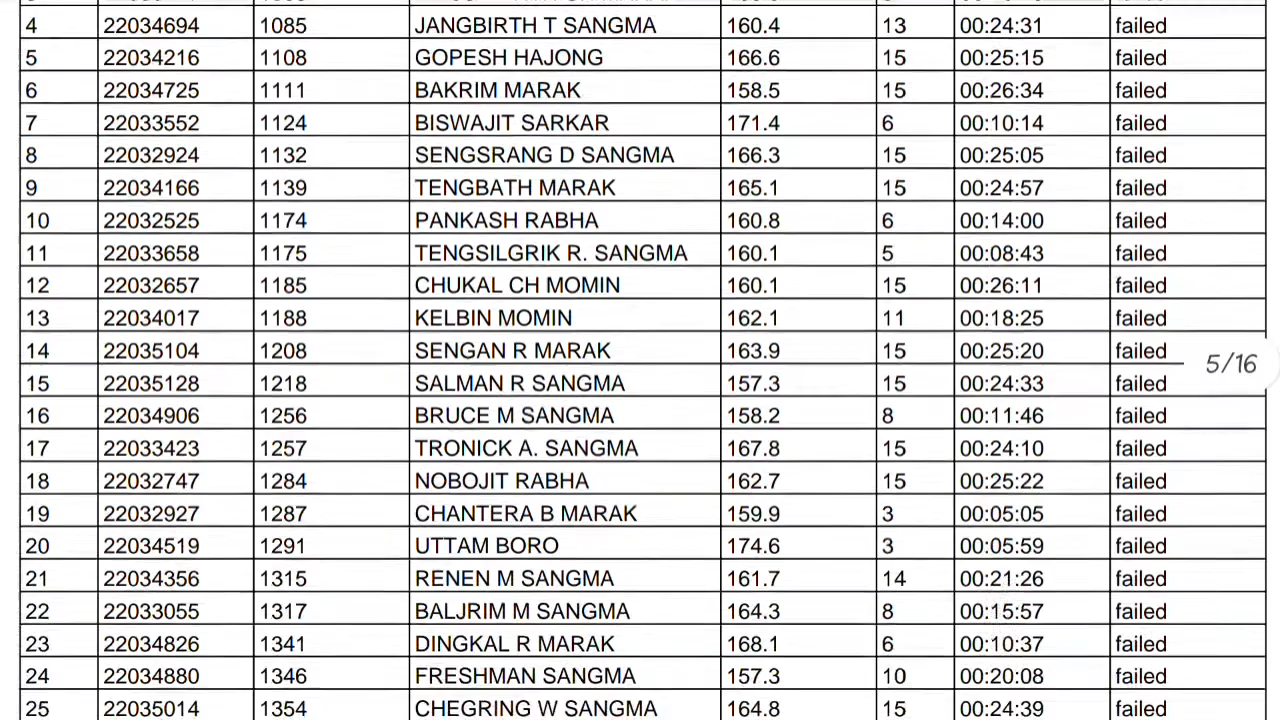 4 22034694 1085 JANGBIRTH T SANGMA 160.4 13 00:24:31 failed
5 22034216 1108 GOPESH HAJONG 166.6 15 00:25:15 failed
6 22034725 1111 BAKRIM MARAK 158.5 15 00:26:34 failed
7 22033552 1124 BISWAJIT SARKAR 171.4 6 00:10:14 failed
8 22032924 1132 SENGSRANG D SANGMA 166.3 15 00:25:05 failed
9 22034166 1139 TENGBATH MARAK 165.1 15 00:24:57 failed
10 22032525 1174 PANKASH RABHA 160.8 6 00:14:00 failed
11 22033658 1175 TENGSILGRIK R. SANGMA 160.1 5 00:08:43 failed
12 22032657 1185 CHUKAL CH MOMIN 160.1 15 00:26:11 failed
13 22034017 1188 KELBIN MOMIN 162.1 11 00:18:25 failed
14 22035104 1208 SENGAN R MARAK 163.9 15 00:25:20 failed
5/16
15 22035128 1218 SALMAN R SANGMA 157.3 15 00:24:33 failed
16 22034906 1256 BRUCE M SANGMA 158.2 8 00:11:46 failed
17 22033423 1257 TRONICK A. SANGMA 167.8 15 00:24:10 failed
18 22032747 1284 NOBOJIT RABHA 162.7 15 00:25:22 failed
19 22032927 1287 CHANTERA B MARAK 159.9 3 00:05:05 failed
20 22034519 1291 UTTAM BORO 174.6 3 00:05:59 failed
21 22034356 1315 RENEN M SANGMA 161.7 14 00:21:26 failed
22 22033055 1317 BALJRIM M SANGMA 164.3 8 00:15:57 failed
23 22034826 1341 DINGKAL R MARAK 168.1 6 00:10:37 failed
24 22034880 1346 FRESHMAN SANGMA 157.3 10 00:20:08 failed
25 22035014 1354 CHEGRING W SANGMA 164.8 15 00:24:39 failed